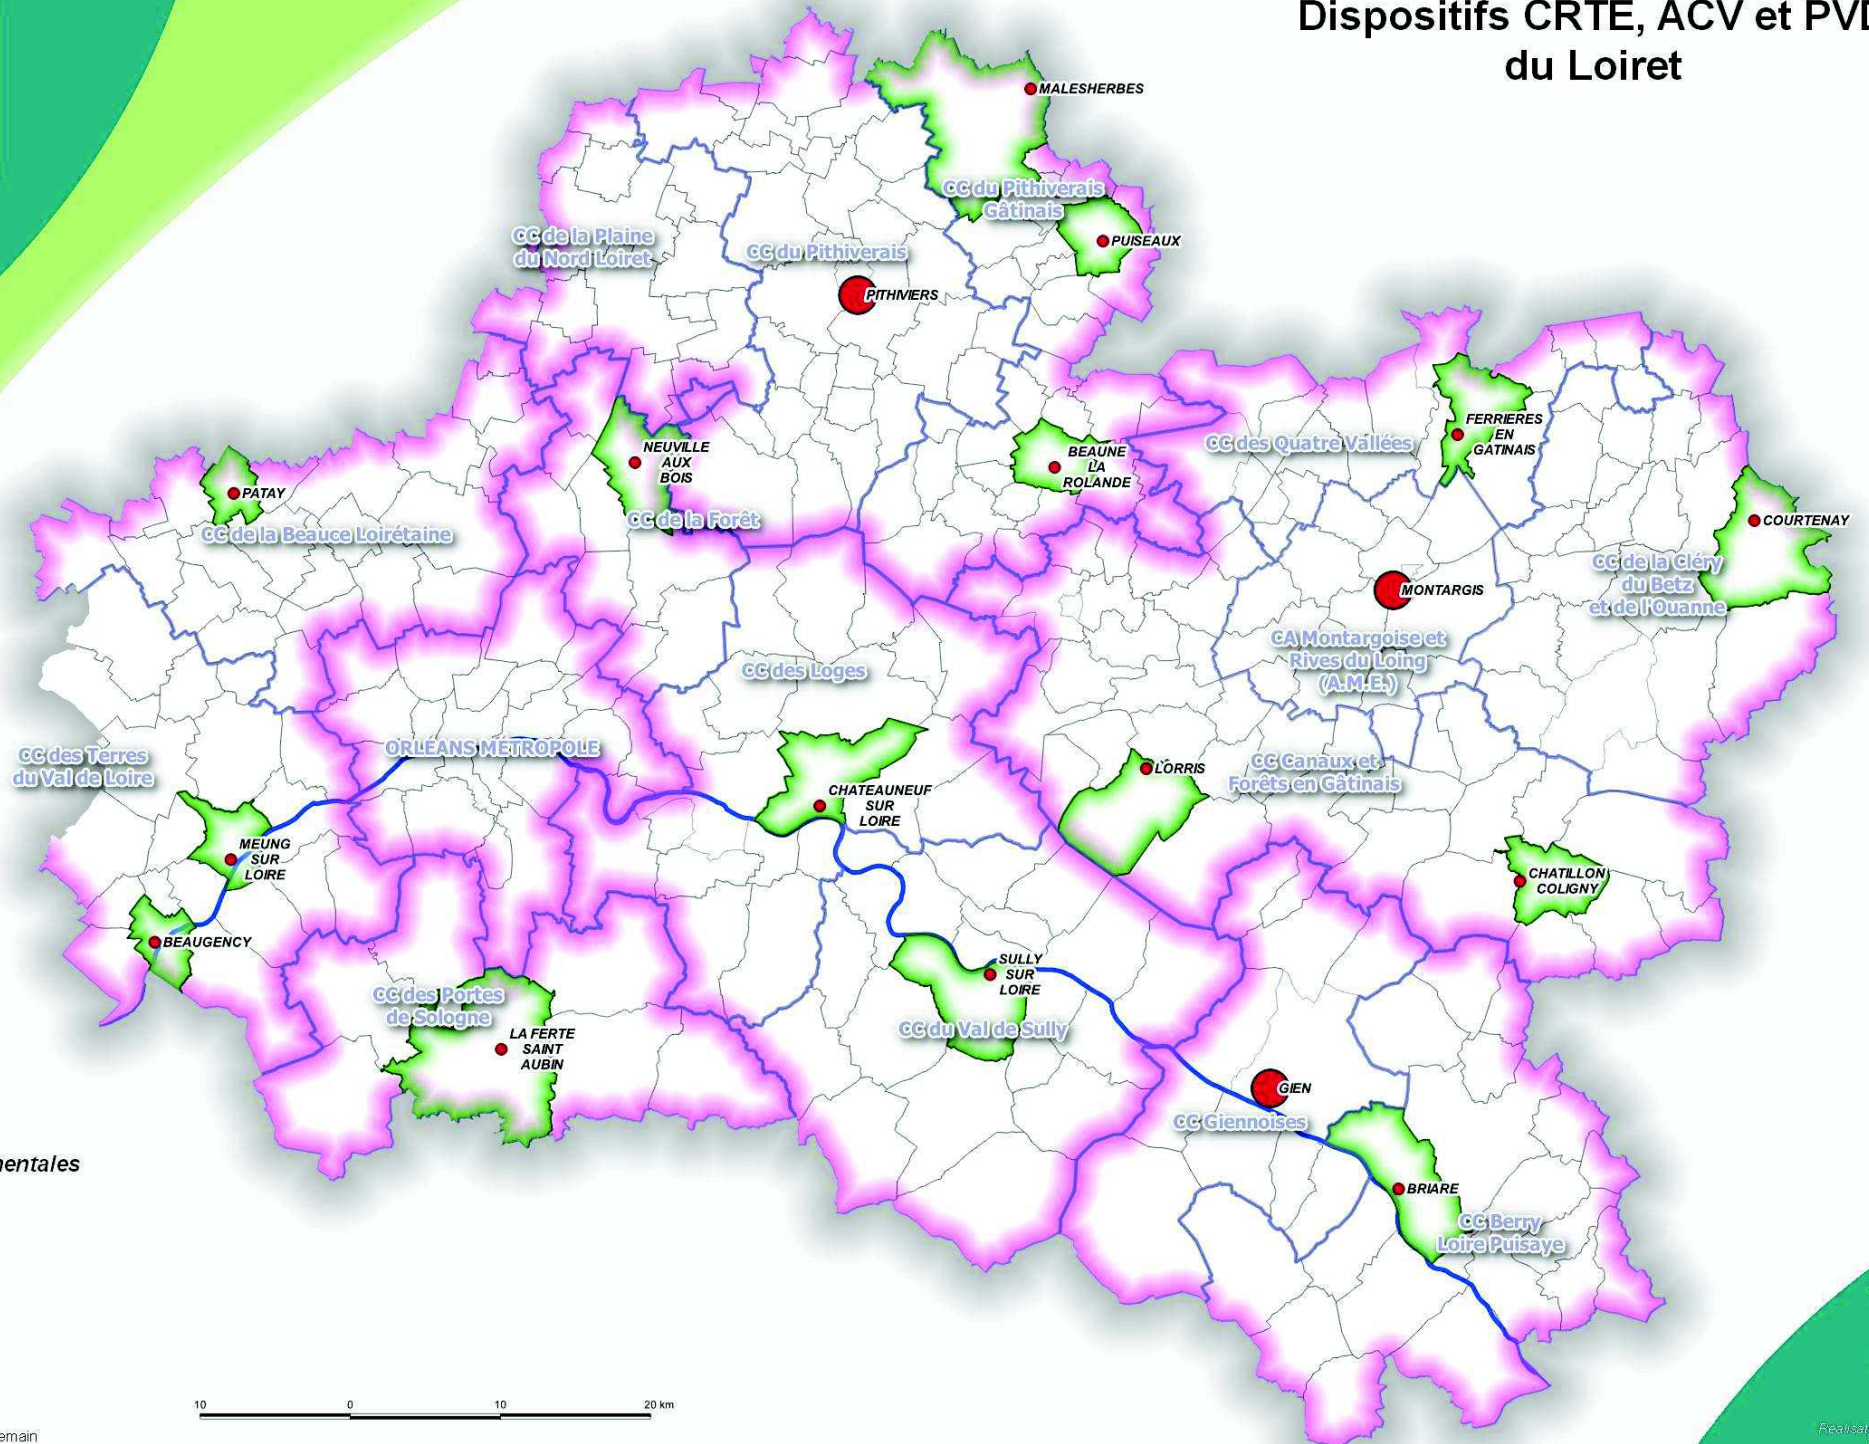 Dispositifs CRTE, ACV et PVD
du Loiret
MALESHERBES
CC du Pithiverais
Gâtinais
PUISEAUX
CC de la Plaine
du Nord Loiret
CC du Pithiverais
PITHIVIERS
NEUVILLE
AUX
BOIS
BEAUNE
LA
ROLANDE
CC des Quatre Vallées
FERRIERES
EN
GATINAIS
PATAY
CC de la Beauce Loirétaine
CC de la Forêt
COURTENAY
CC de la Cléry
du Betz
et de l'Ouanne
MONTARGIS
CA Montargoise et
Rives du Loing
(A.M.E.)
CC des Loges
ORLEANS METROPOLE
CC des Terres
du Val de Loire
CHATEAUNEUF
SUR
LOIRE
LORRIS
CC Canaux et
Forêts en Gâtinais
MEUNG
SUR
LOIRE
CHATILLON
COLIGNY
BEAUGENCY
SULLY
SUR
LOIRE
CC des Portes
de Sologne
CC du Val de Sully
LA FERTE
SAINT
AUBIN
GIEN
CC Giennoises
BRIARE
CC Berry
Loire Puisaye
mentales
10 0 10 20 km
emain
Réalisat